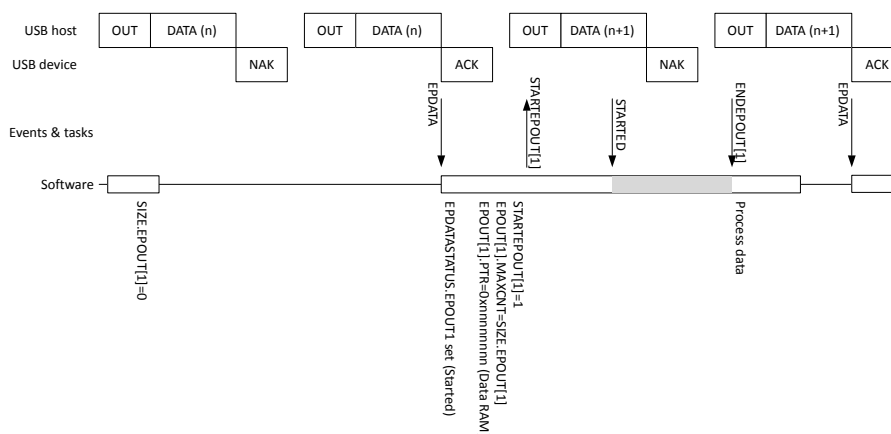 USB host
OUT
DATA (n)
OUT
DATA (n)
OUT
DATA (n+1)
OUT
DATA (n+1)
USB device
NAK
ACK
NAK
ACK
Events & tasks
EPDATA
STARTEPOUT[1]
STARTED
ENDEPOUT[1]
EPDATA
Software
SIZE.EPOUT[1]=0
EPDATASTATUS.EPOUT1 set (Started)
STARTEPOUT[1]=1
EPOUT[1].MAXCNT=SIZE.EPOUT[1]
EPOUT[1].PTR=0xnnnnnnnn (Data RAM
Process data